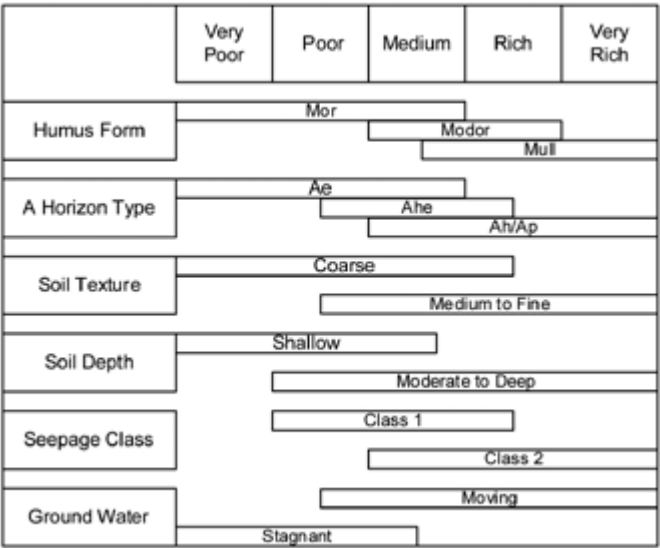 Very Poor
Poor
Medium
Rich
Very Rich
Humus Form
Mor
Modor
Mull
A Horizon Type
Ae
Ahe
Ah/Ap
Soil Texture
Coarse
Medium to Fine
Soil Depth
Shallow
Moderate to Deep
Seepage Class
Class 1
Class 2
Ground Water
Moving
Stagnant